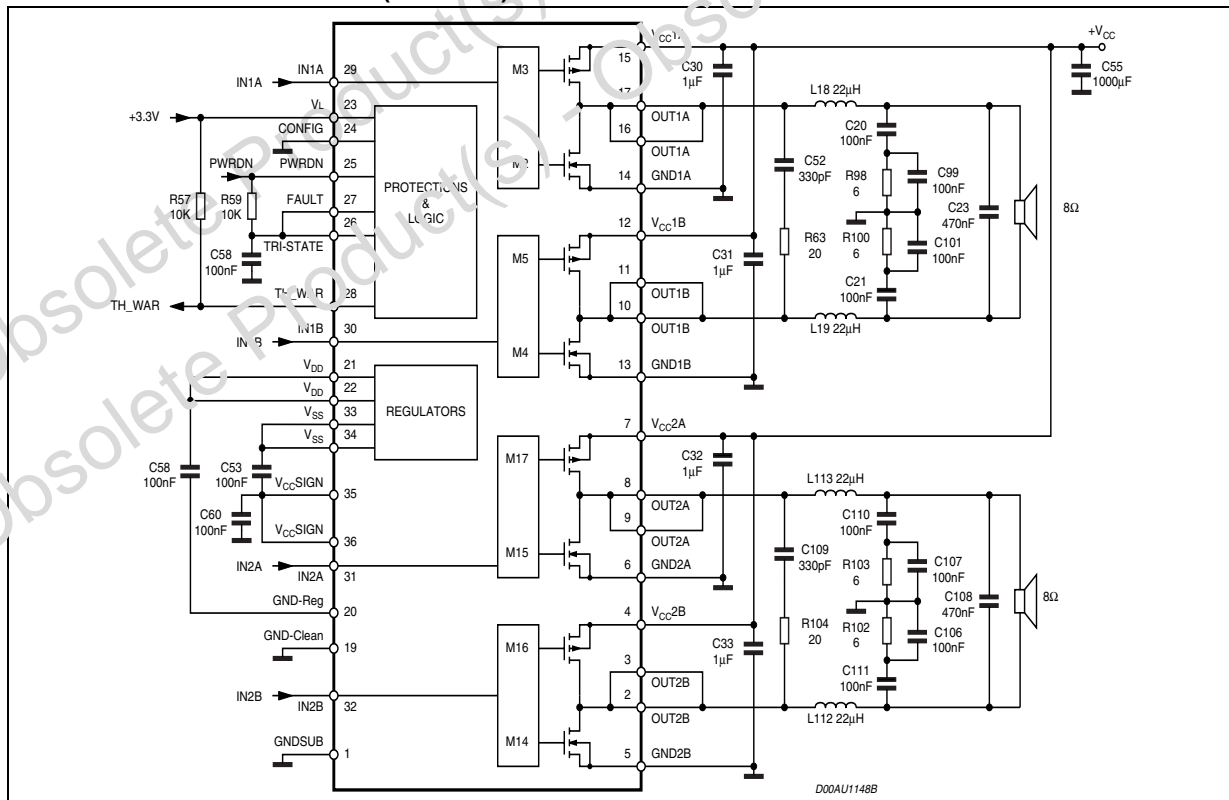 +VCC
VCC1A
15
C55
1000µF
C30
1µF
M3
29
IN1A
IN1A
17
L18 22µH
OUT1A
16
OUT1A
C20
100nF
23
VL
+3.3V
24
CONFIG
25
PWRDN
PWRDN
C52
330pF
R98
6
C99
100nF
M2
14
GND1A
PROTECTIONS
&
LOGIC
R57
10K
R59
10K
FAULT
27
26
TRI-STATE
C23
470nF
8Ω
12
VCC1B
R63
20
R100
6
C101
100nF
C58
100nF
M5
C31
1µF
11
OUT1B
10
OUT1B
C21
100nF
TH_WAR
TH_WAR
28
L19 22µH
IN1B
30
M4
13
GND1B
VDD
21
VDD
22
VSS
33
VSS
34
REGULATORS
7
VCC2A
C58
100nF
C53
100nF
M17
C32
1µF
L113 22µH
8
OUT2A
9
OUT2A
VCCSIGN
35
C60
100nF
VCCSIGN
36
C110
100nF
C109
330pF
R103
6
C107
100nF
M15
6
GND2A
IN2A
IN2A
31
GND-Reg
20
C108
470nF
8Ω
4
VCC2B
R104
20
R102
6
C106
100nF
GND-Clean
19
M16
C33
1µF
3
OUT2B
2
OUT2B
C111
100nF
IN2B
IN2B
32
L112 22µH
M14
5
GND2B
GNDSUB
1
D00AU1148B
Obsolete Product(s) - Obso
Obsolete Product(s)